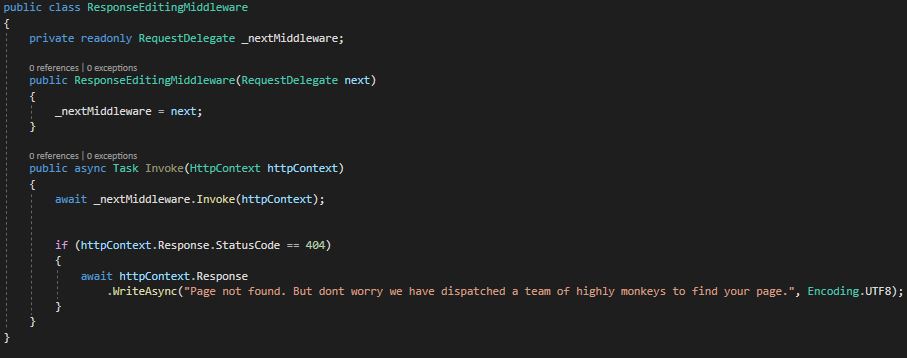 public class ResponseEditingMiddleware
{
private readonly RequestDelegate _nextMiddleware;
0 references | 0 exceptions
public ResponseEditingMiddleware(RequestDelegate next)
{
_nextMiddleware = next;
}
0 references | 0 exceptions
public async Task Invoke(HttpContext httpContext)
{
await _nextMiddleware.Invoke(httpContext);
if (httpContext.Response.StatusCode == 404)
{
await httpContext.Response
.WriteAsync("Page not found. But dont worry we have dispatched a team of highly monkeys to find your page.", Encoding.UTF8);
}
}
}